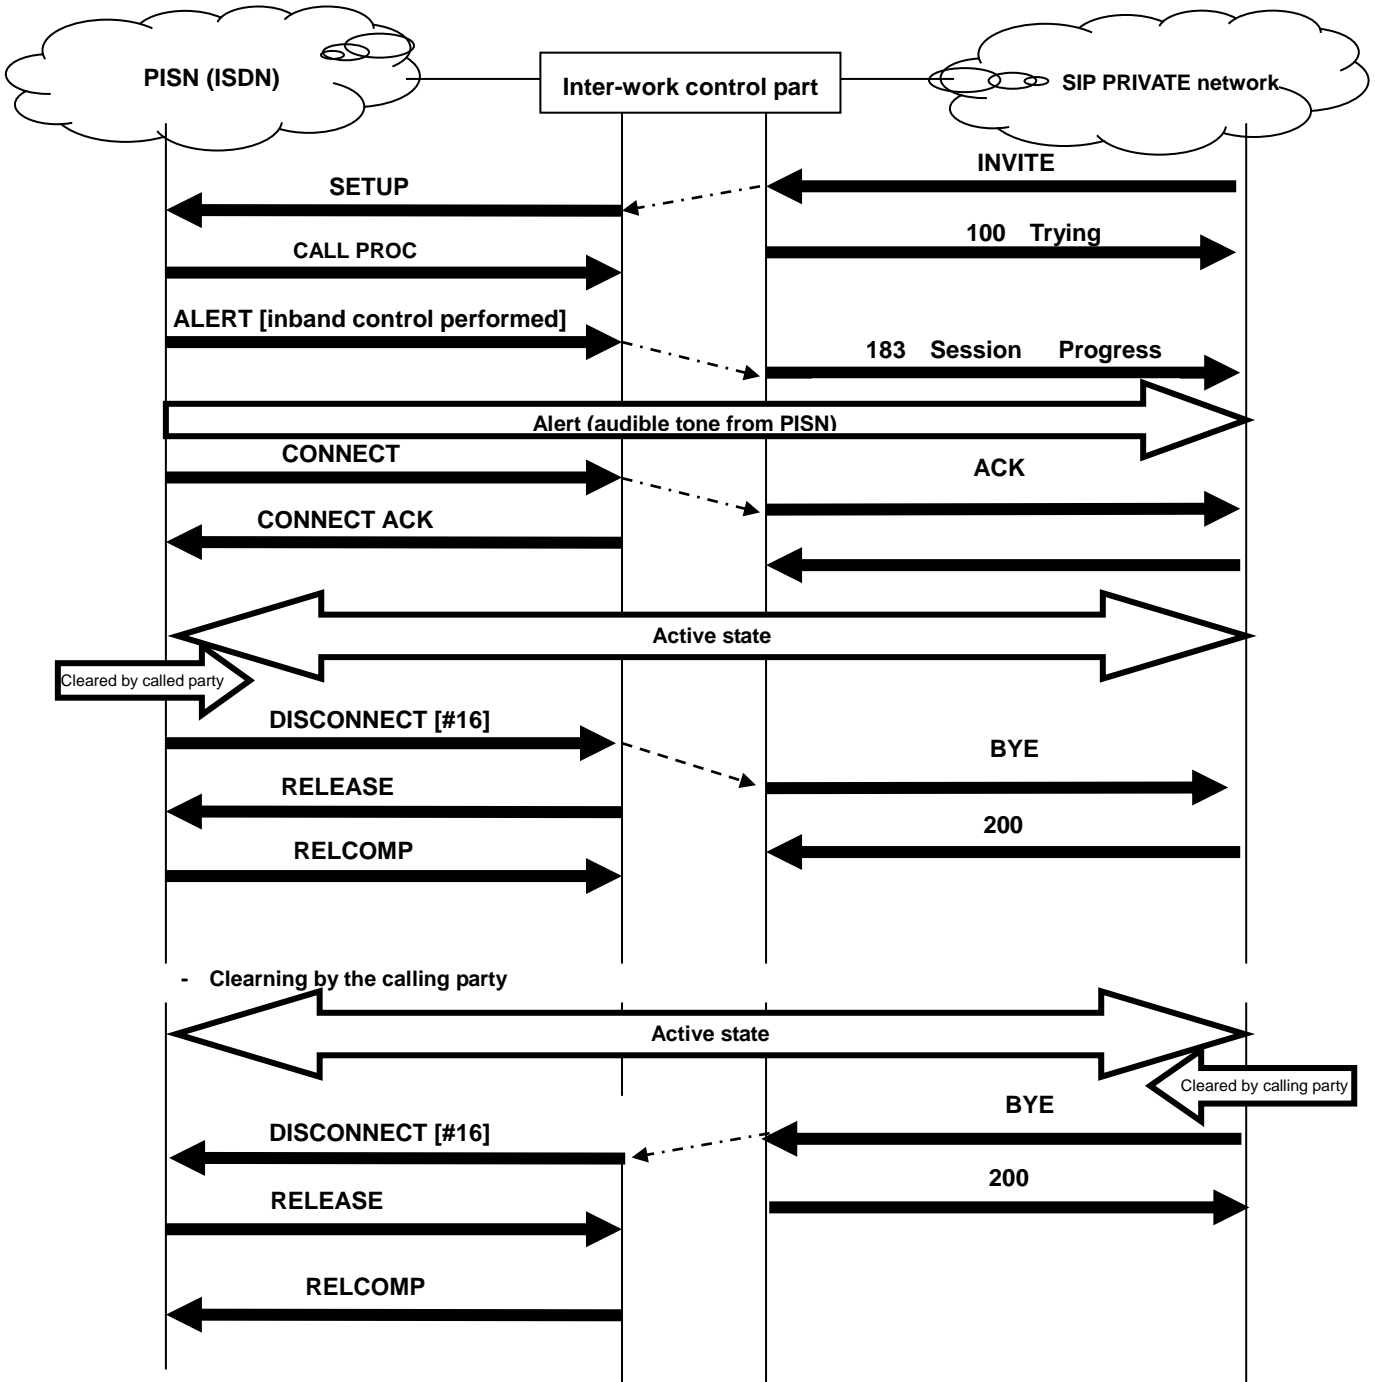 PISN (ISDN)
Inter-work control part
SIP PRIVATE network
INVITE
SETUP
100 Trying
CALL PROC
ALERT [inband control performed]
183 Session Progress
Alert (audible tone from PISN)
CONNECT
ACK
CONNECT ACK
Active state
Cleared by called party
DISCONNECT [#16]
BYE
RELEASE
200
RELCOMP
- Clearning by the calling party
Active state
Cleared by calling party
BYE
DISCONNECT [#16]
200
RELEASE
RELCOMP